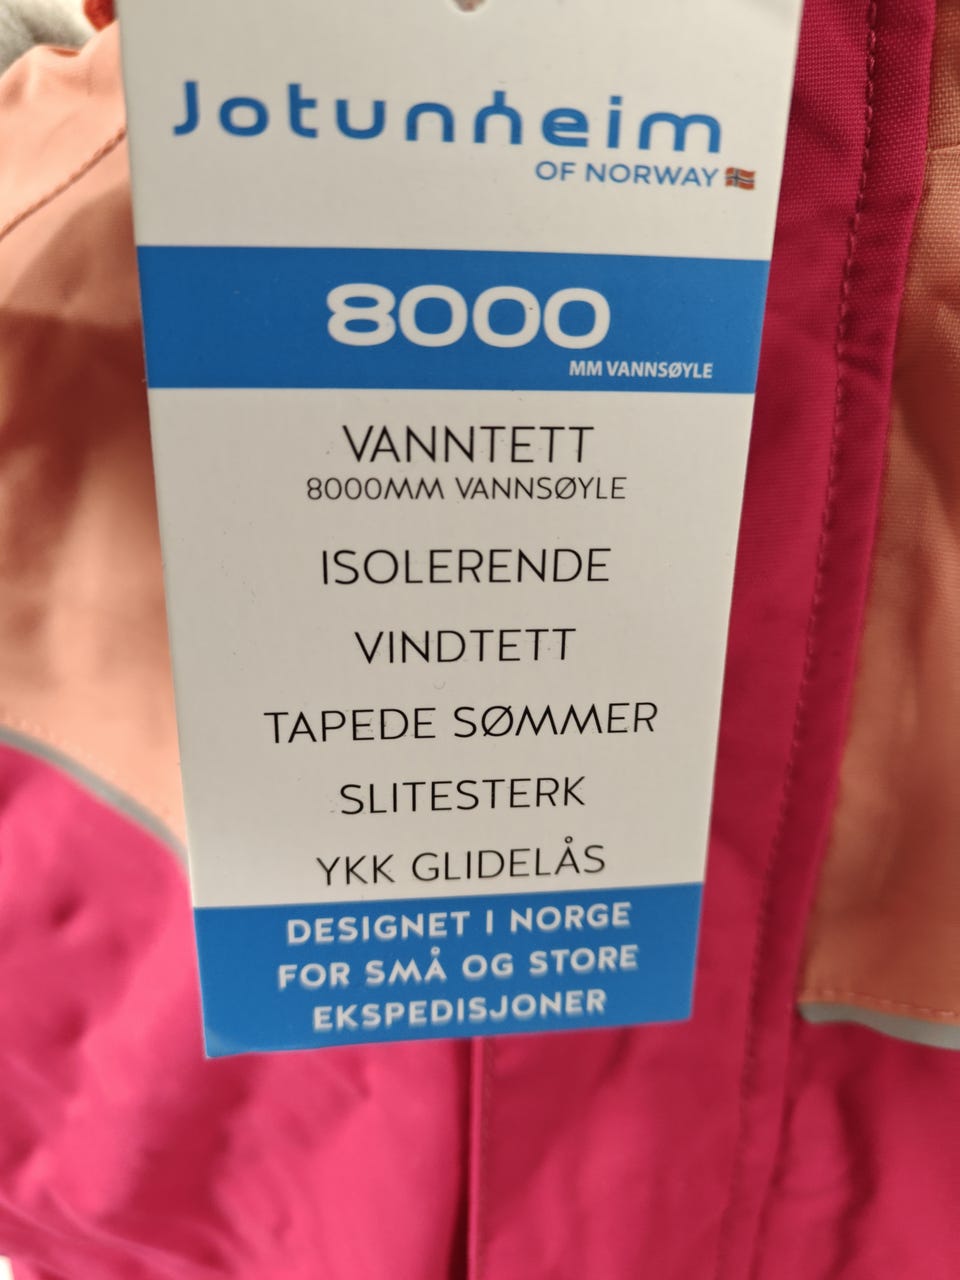 Jotunheim
OF NORWAY
8000
MM VANNSØYLE
VANNTETT
8000MM VANNSØYLE
ISOLERENDE
VINDTETT
TAPEDE SØMMER
SLITESTERK
YKK GLIDELÅS
DESIGNET I NORGE
FOR SMÅ OG STORE
EKSPEDISJONER